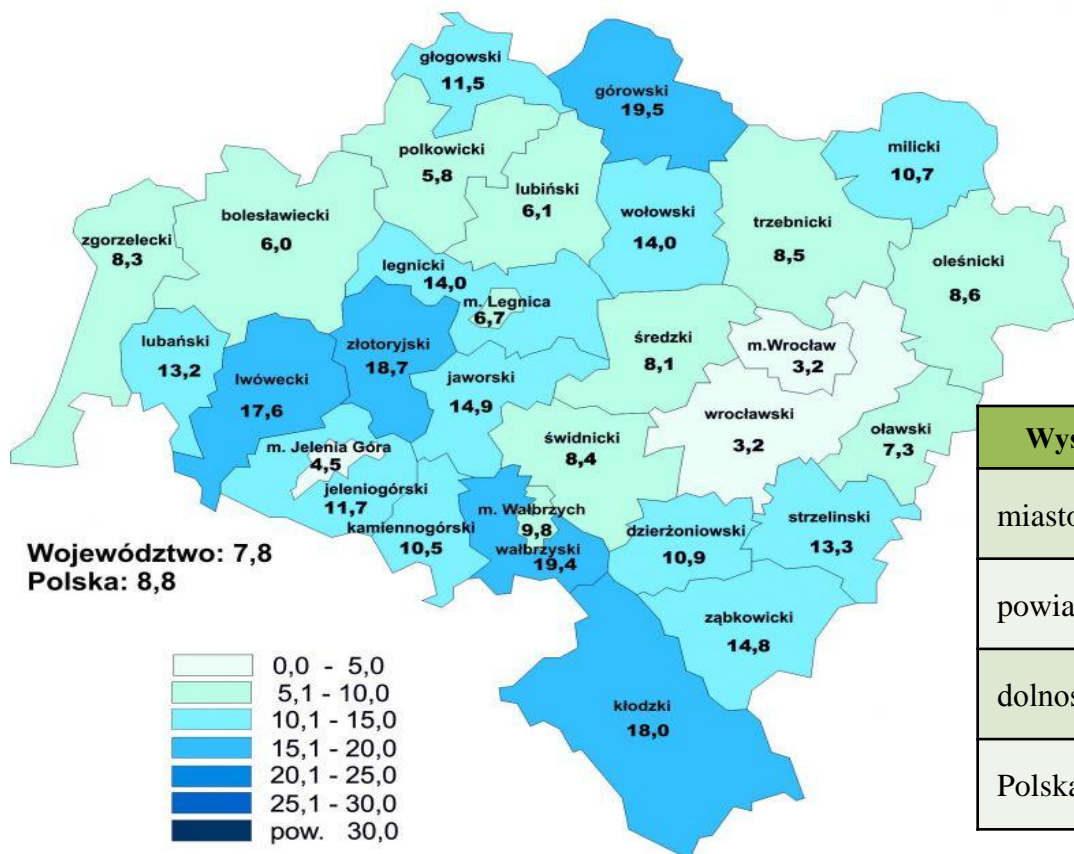 głogowski
11,5
górowski
19,5
milicki
10,7
polkowicki
5,8
lubiński
6,1
wołowski
14,0
trzebnicki
8,5
oleśnicki
8,6
bolesławiecki
6,0
zgorzelecki
8,3
legnicki
14,0
m. Legnica
6,7
lubański
13,2
lwówecki
17,6
złotoryjski
18,7
jaworski
14,9
średzki
8,1
m.Wrocław
3,2
wrocławski
3,2
oławski
7,3
świdnicki
8,4
m. Jelenia Góra
4,5
jeleniogórski
11,7
kamiennogórski
10,5
m. Wałbrzych
9,8
wałbrzyski
19,4
dzierżoniowski
10,9
strzelinski
13,3
ząbkowicki
14,8
kłodzki
18,0
Województwo: 7,8
Polska: 8,8
0,0 - 5,0
5,1 - 10,0
10,1 - 15,0
15,1 - 20,0
20,1 - 25,0
25,1 - 30,0
pow. 30,0
Wys
miasto
powia
dolnoś
Polska